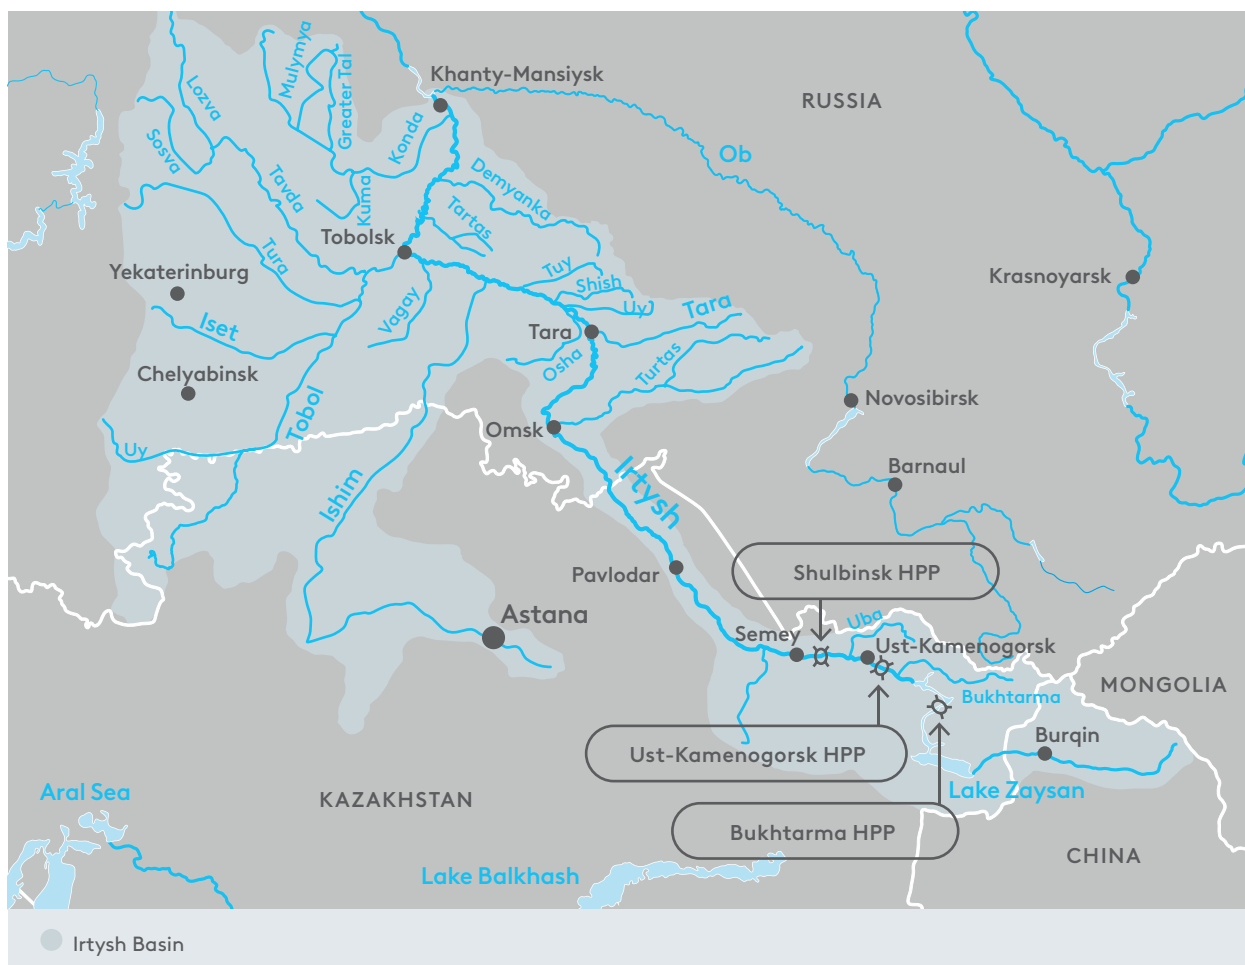 Khanty-Mansiysk
RUSSIA
Lozva
Mulymya
Greater Tai
Sosva
Konda
Ob
Tavda
Kuma
Demyanka
Tartas
Tobolsk
Yekaterinburg
Tura
Tuy
Shish
Uy
Tara
Krasnoyarsk
Iset
Vagay
Tara
Osha
Turtas
Chelyabinsk
Tobol
Novosibirsk
Omsk
Uy
Barnaul
Ishim
Irtysh
Pavlodar
Shulbinsk HPP
Astana
Semey
Uba
Ust-Kamenogorsk
MONGOLIA
Bukhtarma
Burqin
Ust-Kamenogorsk HPP
Lake Zaysan
Aral Sea
KAZAKHSTAN
Bukhtarma HPP
CHINA
Lake Balkhash
Irtysh Basin